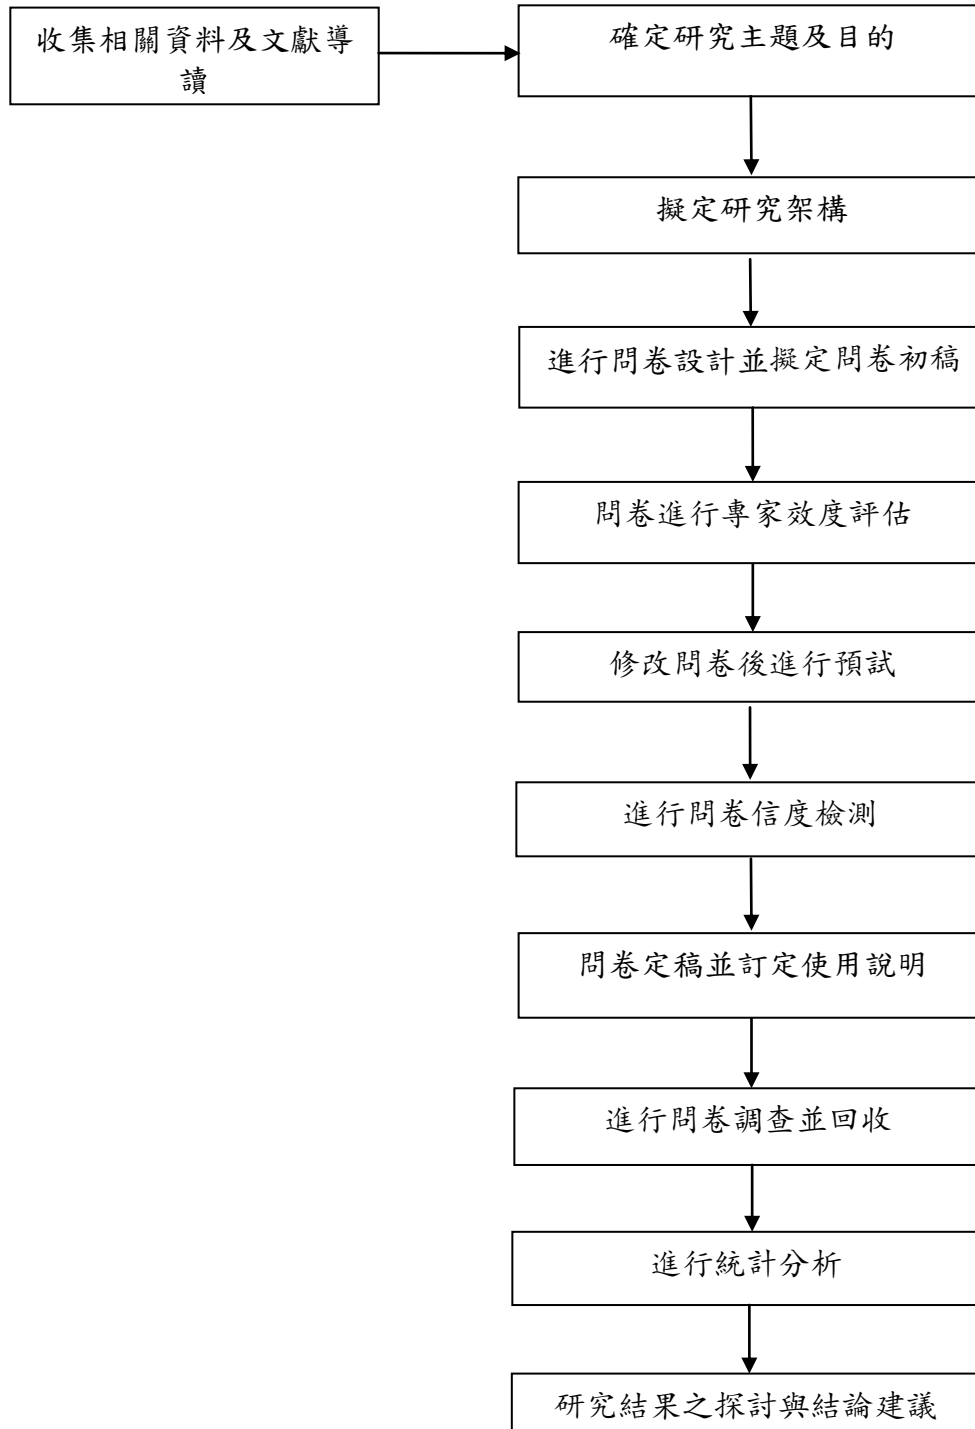 收集相關資料及文獻導
讀
確定研究主題及目的
擬定研究架構
進行問卷設計並擬定問卷初稿
問卷進行專家效度評估
修改問卷後進行預試
進行問卷信度檢測
問卷定稿並訂定使用說明
進行問卷調查並回收
進行統計分析
研究結果之探討與結論建議